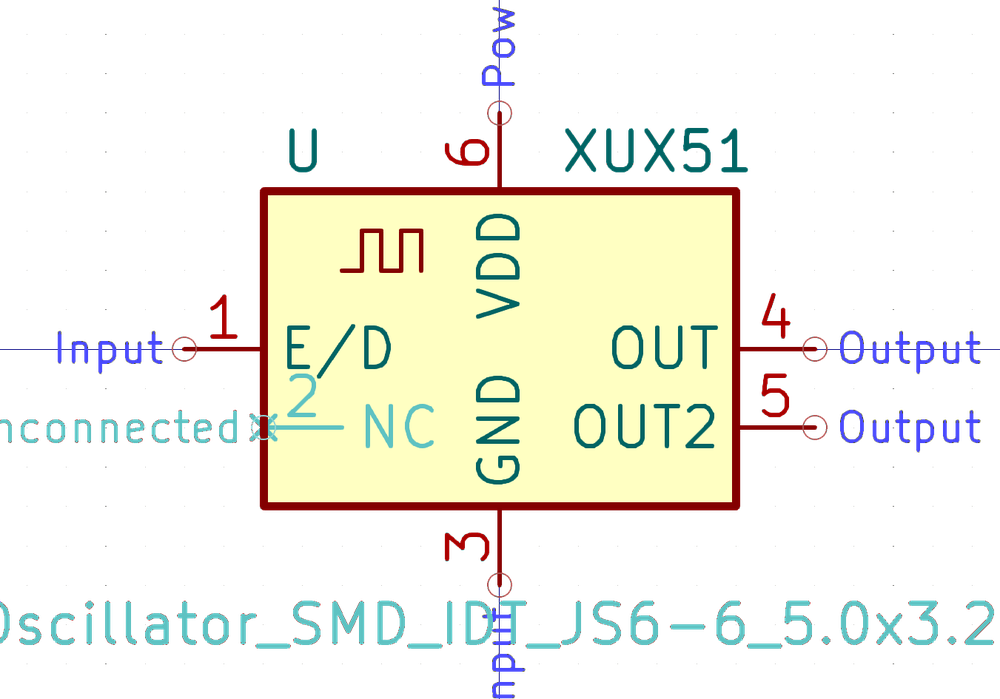 Pow
U
6
XUX51
VDD
1
4
Input
E/D
OUT
Output
2
5
nconnected
NC
GND
OUT2
Output
3
Oscillator_SMD_IDT_JS6-6_5.0x3.2
nput